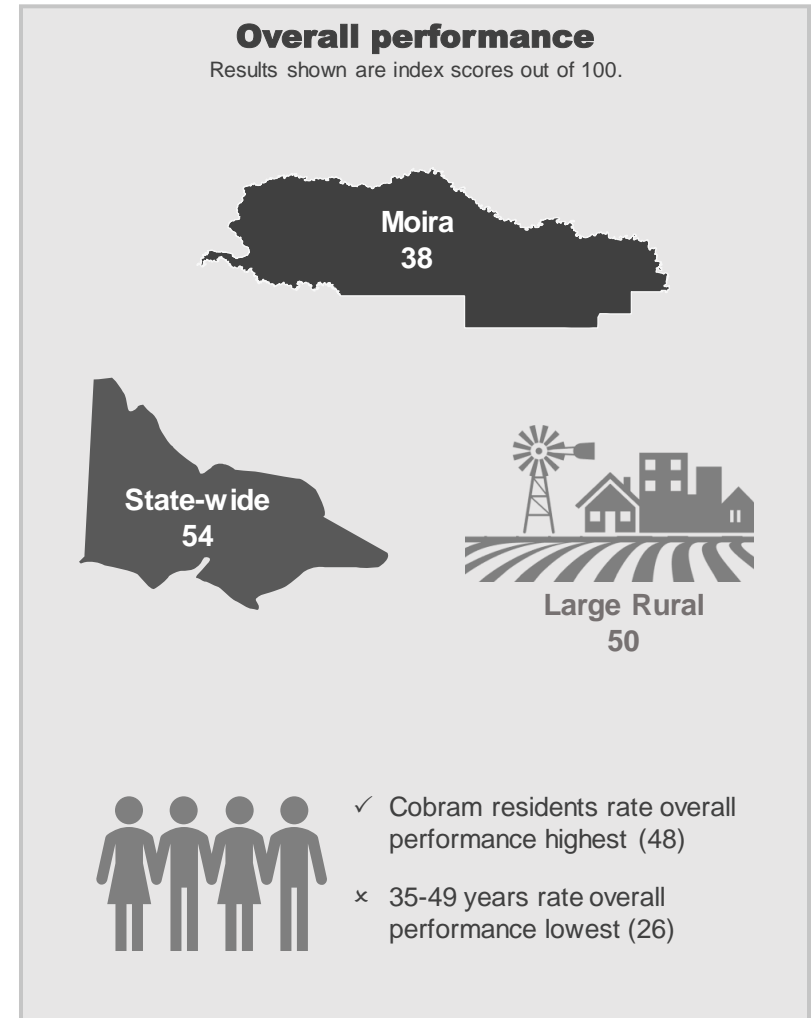 Overall performance
Results shown are index scores out of 100.
Moira
38
State-wide
54
Large Rural
50
✓ Cobram residents rate overall
performance highest (48)
× 35-49 years rate overall
performance lowest (26)